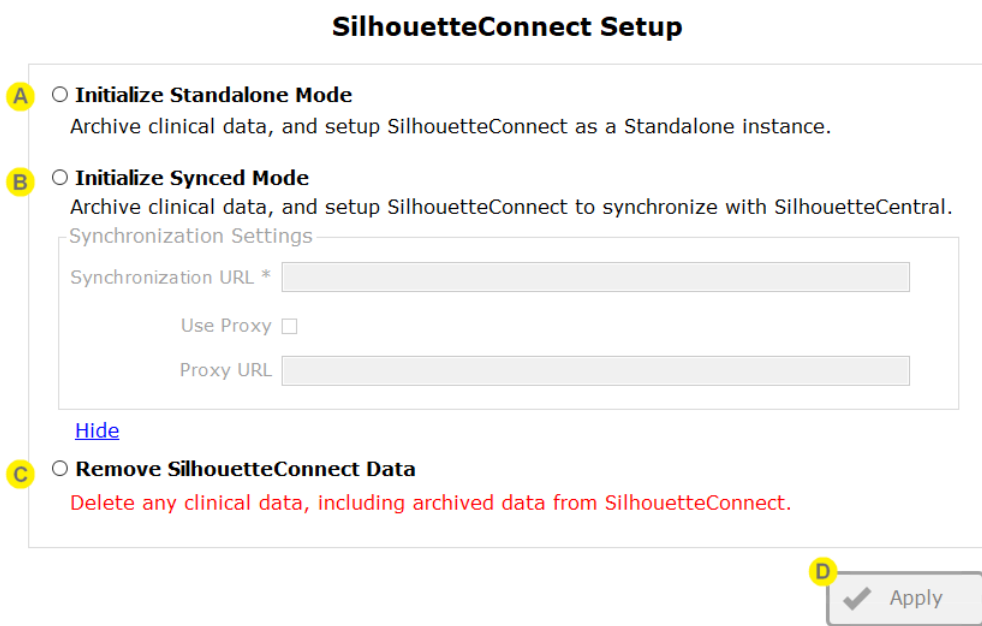 SilhouetteConnect Setup
A Initialize Standalone Mode
Archive clinical data, and setup SilhouetteConnect as a Standalone instance.
B Initialize Synced Mode
Archive clinical data, and setup SilhouetteConnect to synchronize with SilhouetteCentral.
Synchronization Settings
Synchronization URL *
Use Proxy
Proxy URL
Hide
C Remove SilhouetteConnect Data
Delete any clinical data, including archived data from SilhouetteConnect.
D
Apply